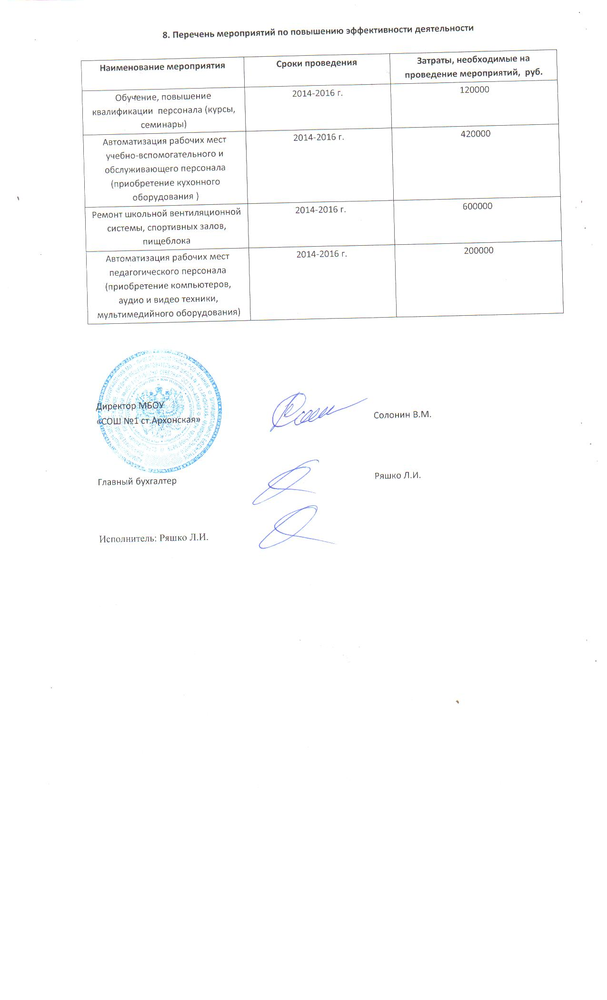 8. Перечень мероприятий по повышению эффективности деятельности
Наименование мероприятия
Сроки проведения
Затраты, необходимые на
проведение мероприятий, руб.
Обучение, повышение
квалификации персонала (курсы,
семинары)
2014-2016 г.
120000
Автоматизация рабочих мест
учебно-вспомогательного и
обслуживающего персонала
(приобретение кухонного
оборудования )
2014-2016 г.
420000
Ремонт школьной вентиляционной
системы, спортивных залов,
пищеблока
2014-2016 г.
600000
Автоматизация рабочих мест
педагогического персонала
(приобретение компьютеров,
аудио и видео техники,
мультимедийного оборудования)
2014-2016 г.
200000
Директор МБОУ
«СОШ №1 ст.Архонская»
Солонин В.М.
Главный бухгалтер
Ряшко Л.И.
Исполнитель: Ряшко Л.И.